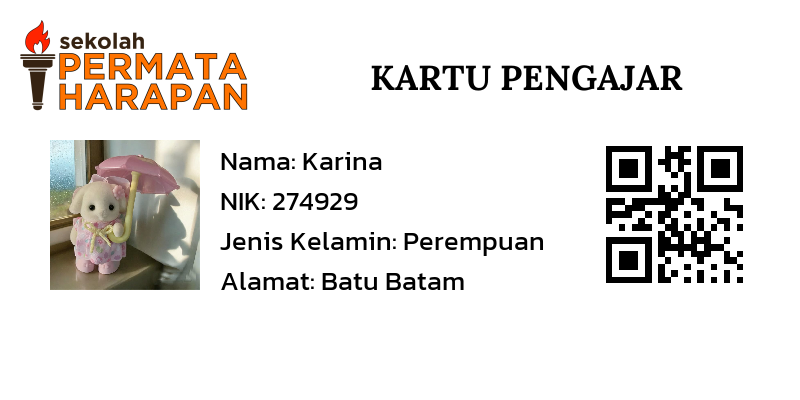 sekolah
PERMATA
HARAPAN
KARTU PENGAJAR
Nama: Karina
NIK: 274929
Jenis Kelamin: Perempuan
Alamat: Batu Batam